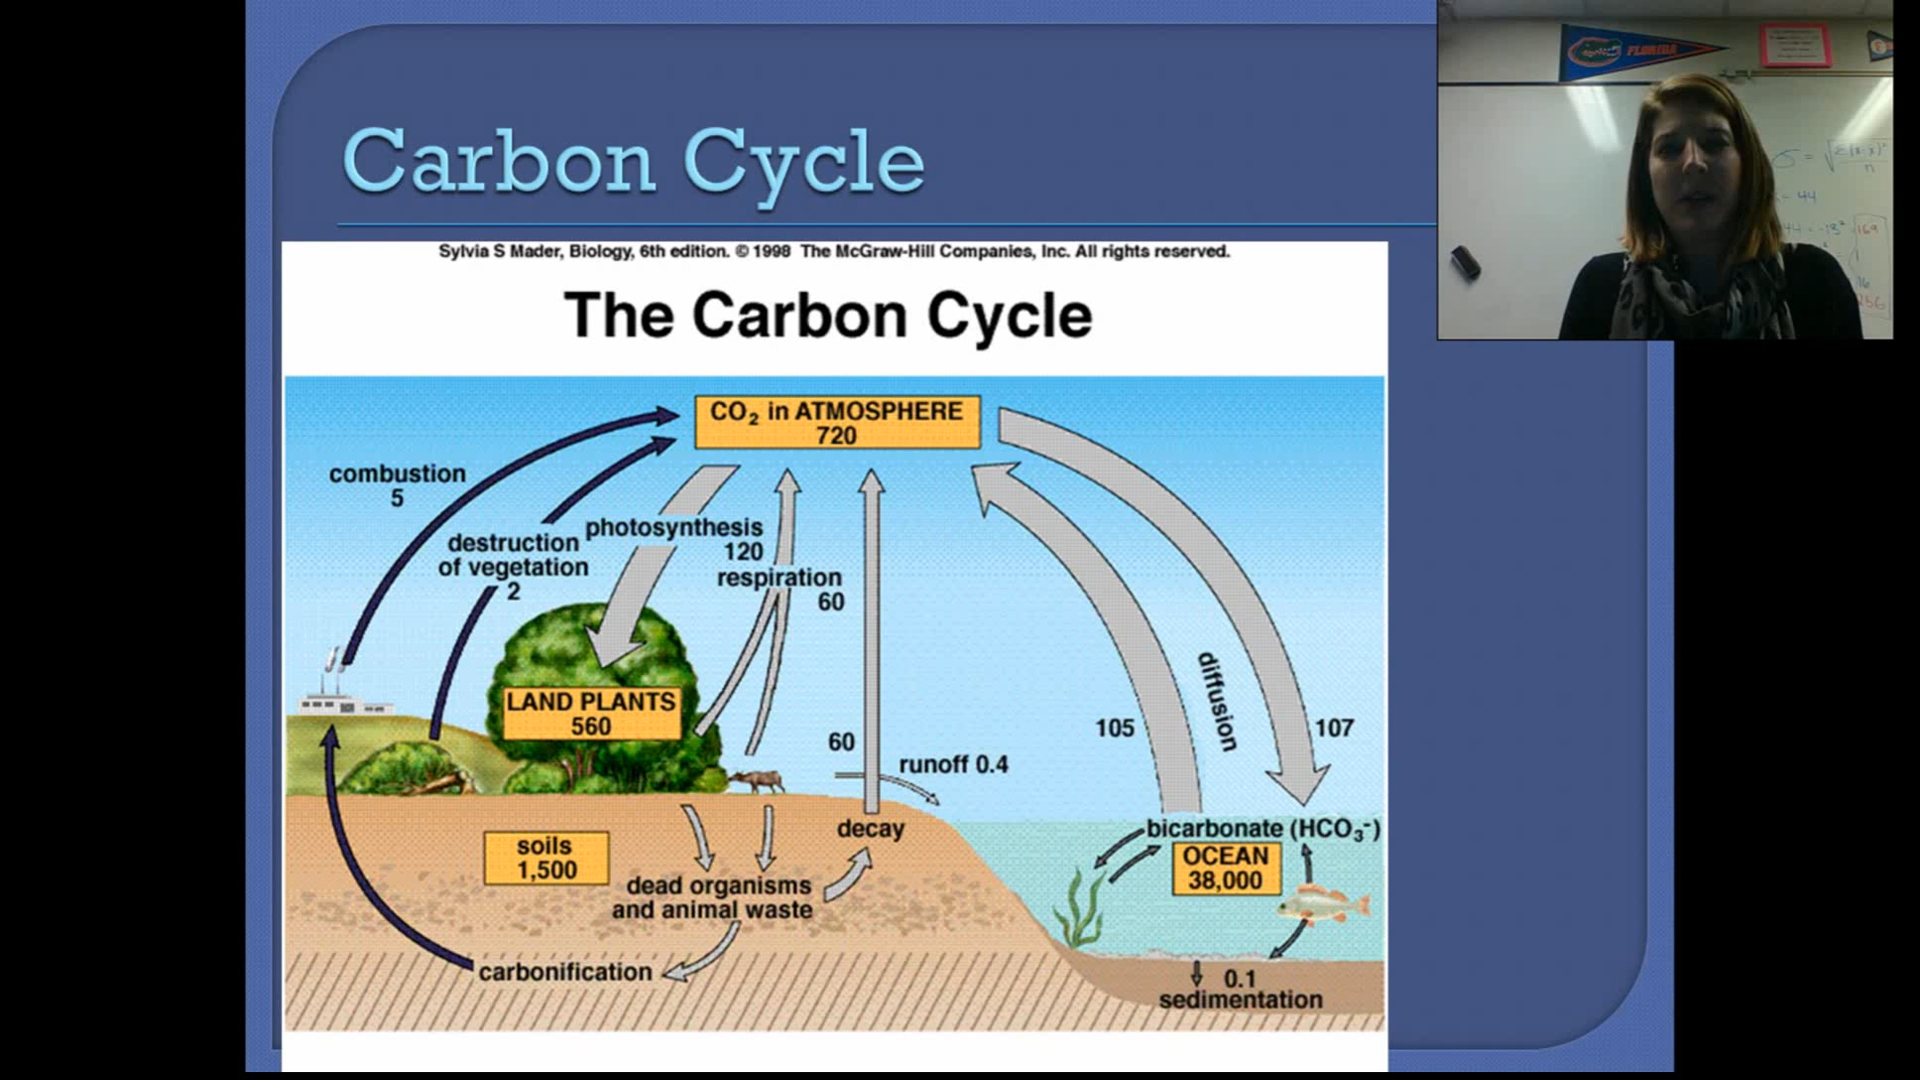 Carbon Cycle
Sylvia S Mader, Biology, 6th edition. © 1998 The McGraw-Hill Companies, Inc. All rights reserved.
The Carbon Cycle
CO₂ in ATMOSPHERE
720
combustion
5
destruction
of vegetation
2
photosynthesis
120
respiration
60
LAND PLANTS
560
60
runoff 0.4
105
diffusion
107
soils
1,500
decay
dead organisms
and animal waste
carbonification
bicarbonate (HCO₃⁻)
OCEAN
38,000
0.1
sedimentation
FLORIDA
n
44
169